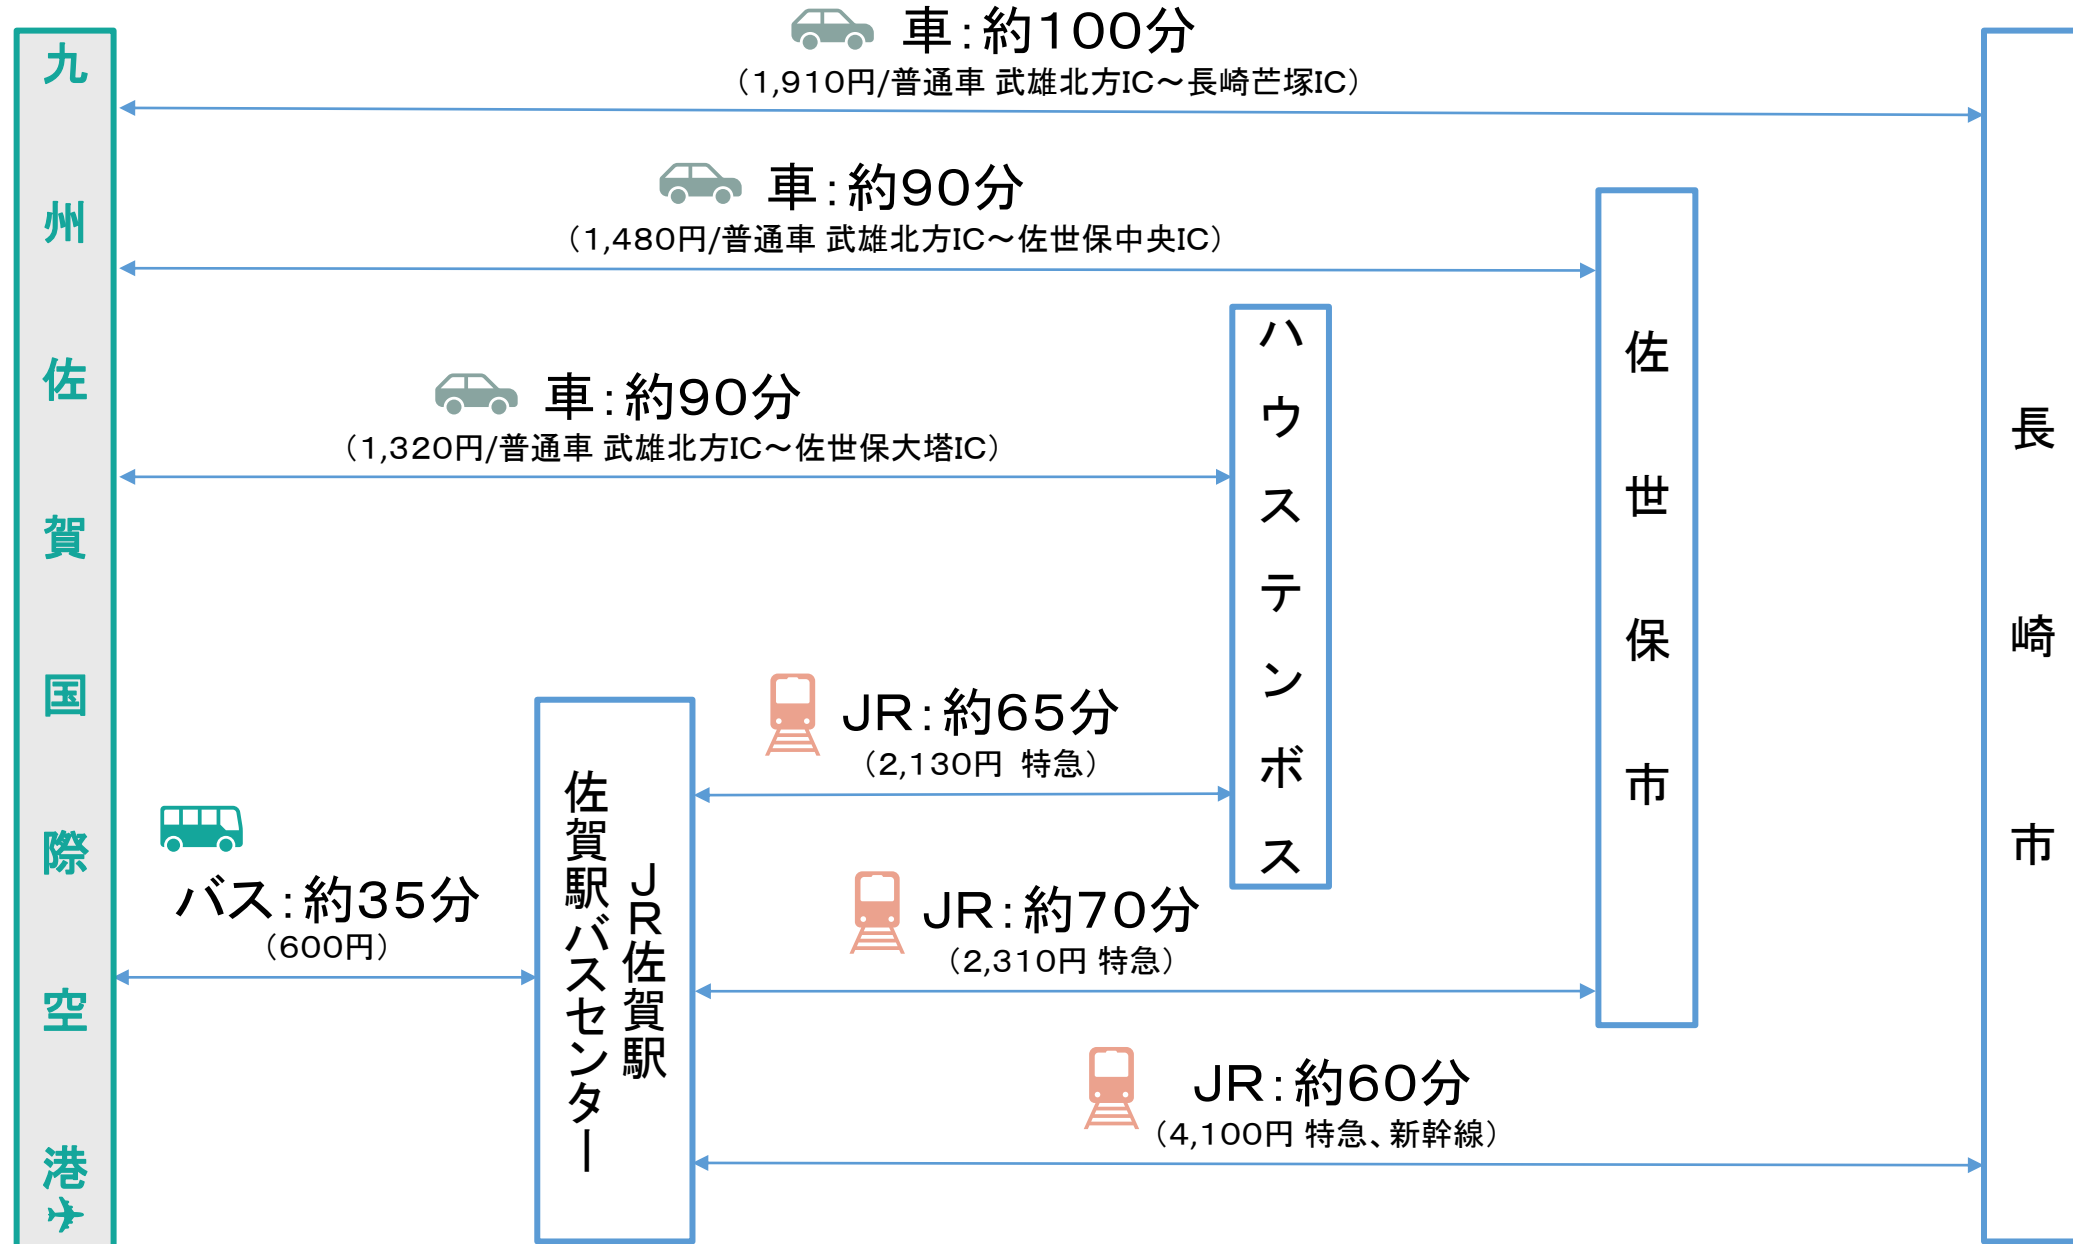 九州佐賀国際空港
車：約100分
（1,910円/普通車 武雄北方IC～長崎芒塚IC）
車：約90分
（1,480円/普通車 武雄北方IC～佐世保中央IC）
車：約90分
（1,320円/普通車 武雄北方IC～佐世保大塔IC）
ハウステンボス
佐世保市
長崎市
JR：約65分
（2,130円 特急）
バス：約35分
（600円）
JR佐賀駅
佐賀駅バスセンター
JR：約70分
（2,310円 特急）
JR：約60分
（4,100円 特急、新幹線）